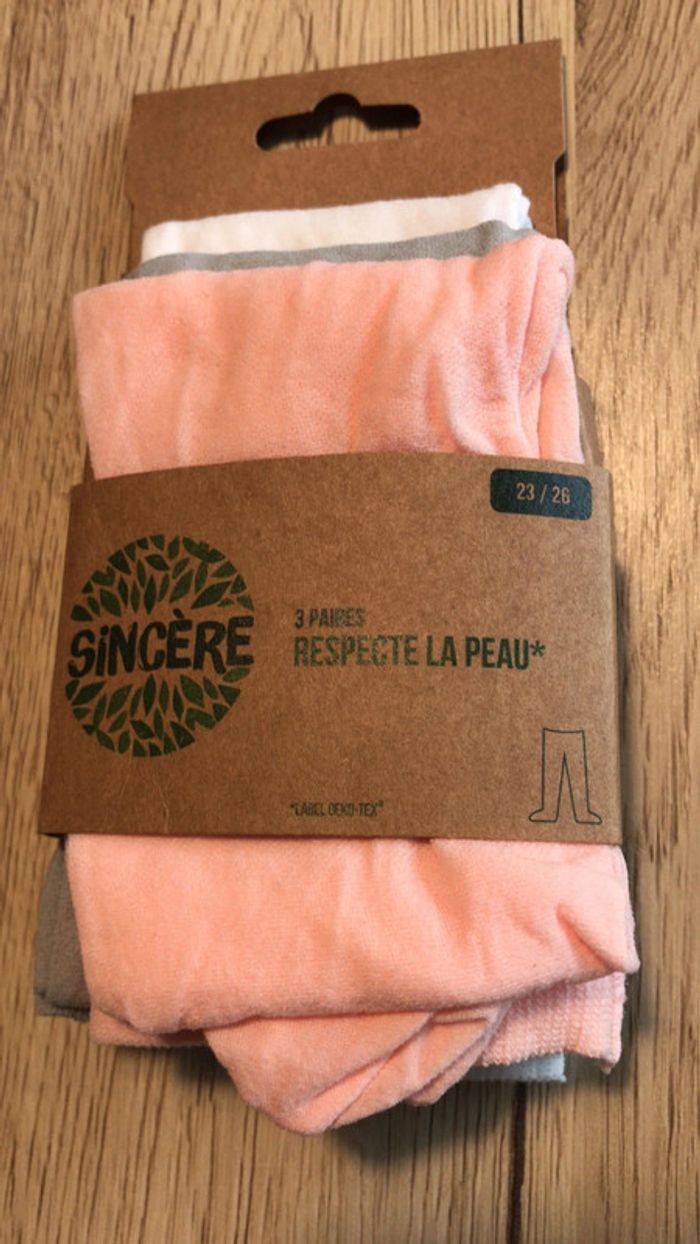 23 / 26
SiNCÈRE
3 PAIRES
RESPECTE LA PEAU*
*LABEL OEKO-TEX®